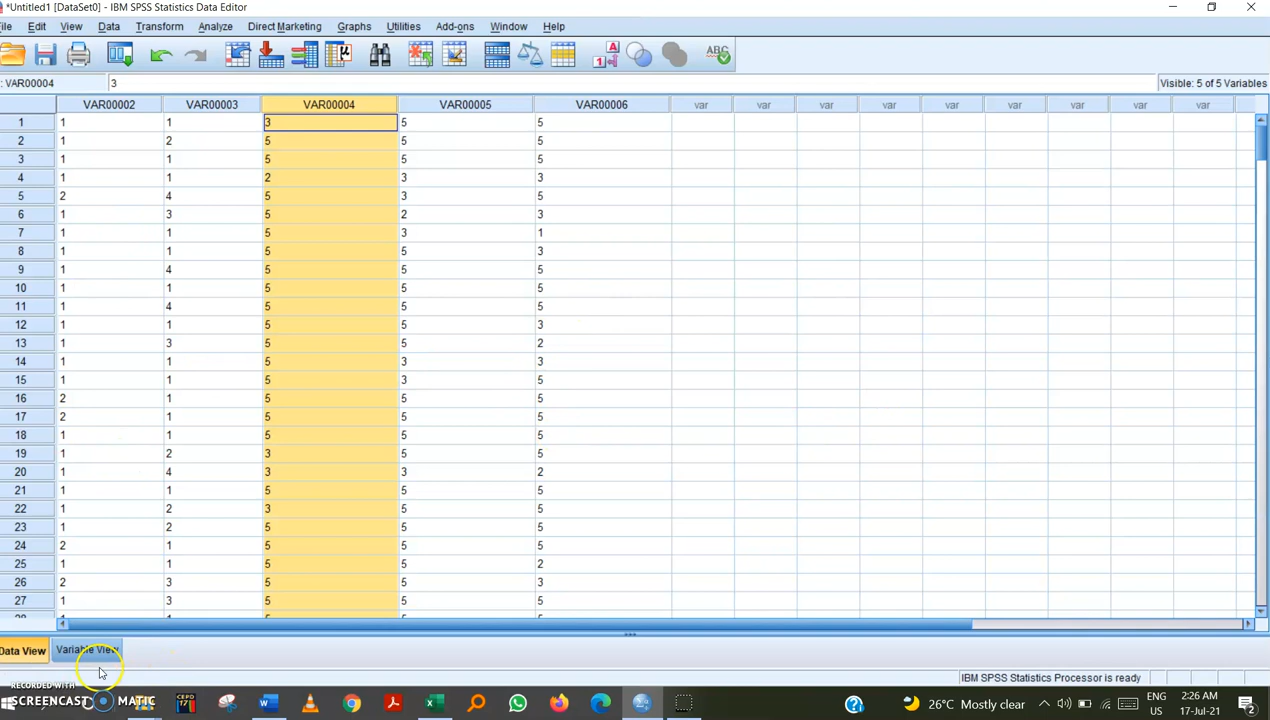 *Untitled1 [DataSet0] - IBM SPSS Statistics Data Editor
File Edit View Data Transform Analyze Direct Marketing Graphs Utilities Add-ons Window Help
: VAR00004 3 Visible: 5 of 5 Variables
VAR00002 VAR00003 VAR00004 VAR00005 VAR00006 var var var var var var var var var
1 1 1 3 5 5
2 1 2 5 5 5
3 1 1 5 5 5
4 1 1 2 3 3
5 2 4 5 3 5
6 1 3 5 2 3
7 1 1 5 3 1
8 1 1 5 5 3
9 1 4 5 5 5
10 1 1 5 5 5
11 1 4 5 5 5
12 1 1 5 5 3
13 1 3 5 5 2
14 1 1 5 3 3
15 1 1 5 3 5
16 2 1 5 5 5
17 2 1 5 5 5
18 1 1 5 5 5
19 1 2 3 5 5
20 1 4 3 3 2
21 1 1 5 5 5
22 1 2 3 5 5
23 1 2 5 5 5
24 2 1 5 5 5
25 1 1 5 5 2
26 2 3 5 5 3
27 1 3 5 5 5
Data View Variable View
IBM SPSS Statistics Processor is ready
RECORDED WITH
SCREENCAST MATIC
26°C Mostly clear
ENG
US
2:26 AM
17-Jul-21
2